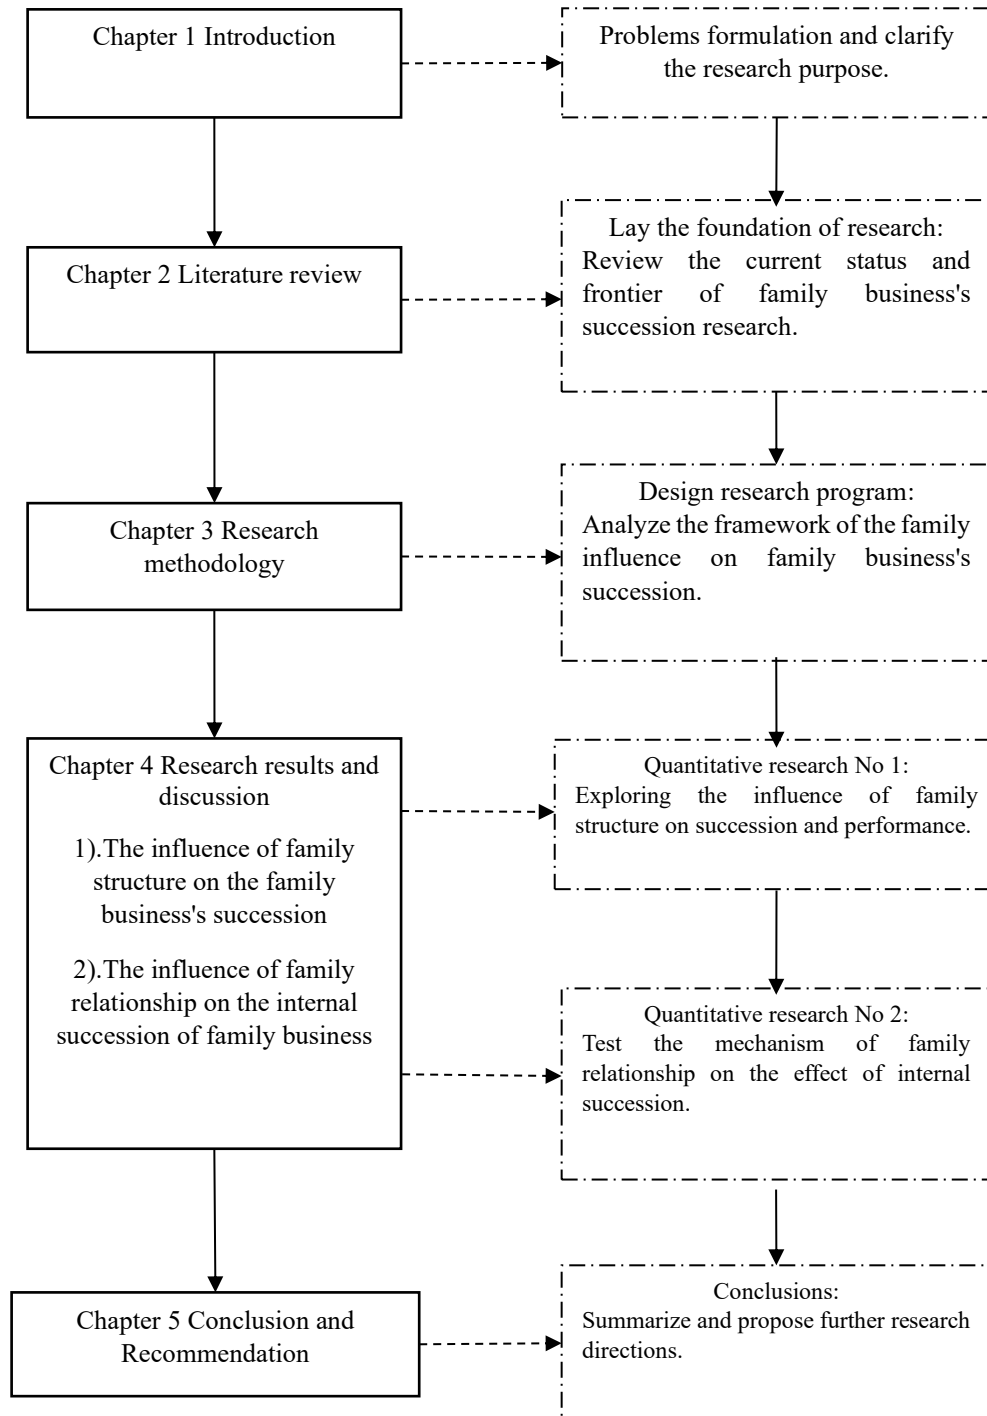 Chapter 1 Introduction
Problems formulation and clarify
the research purpose.
Chapter 2 Literature review
Lay the foundation of research:
Review the current status and
frontier of family business's
succession research.
Chapter 3 Research
methodology
Design research program:
Analyze the framework of the family
influence on family business's
succession.
Chapter 4 Research results and
discussion
1).The influence of family
structure on the family
business's succession
2).The influence of family
relationship on the internal
succession of family business
Quantitative research No 1:
Exploring the influence of family
structure on succession and performance.
Quantitative research No 2:
Test the mechanism of family
relationship on the effect of internal
succession.
Chapter 5 Conclusion and
Recommendation
Conclusions:
Summarize and propose further research
directions.